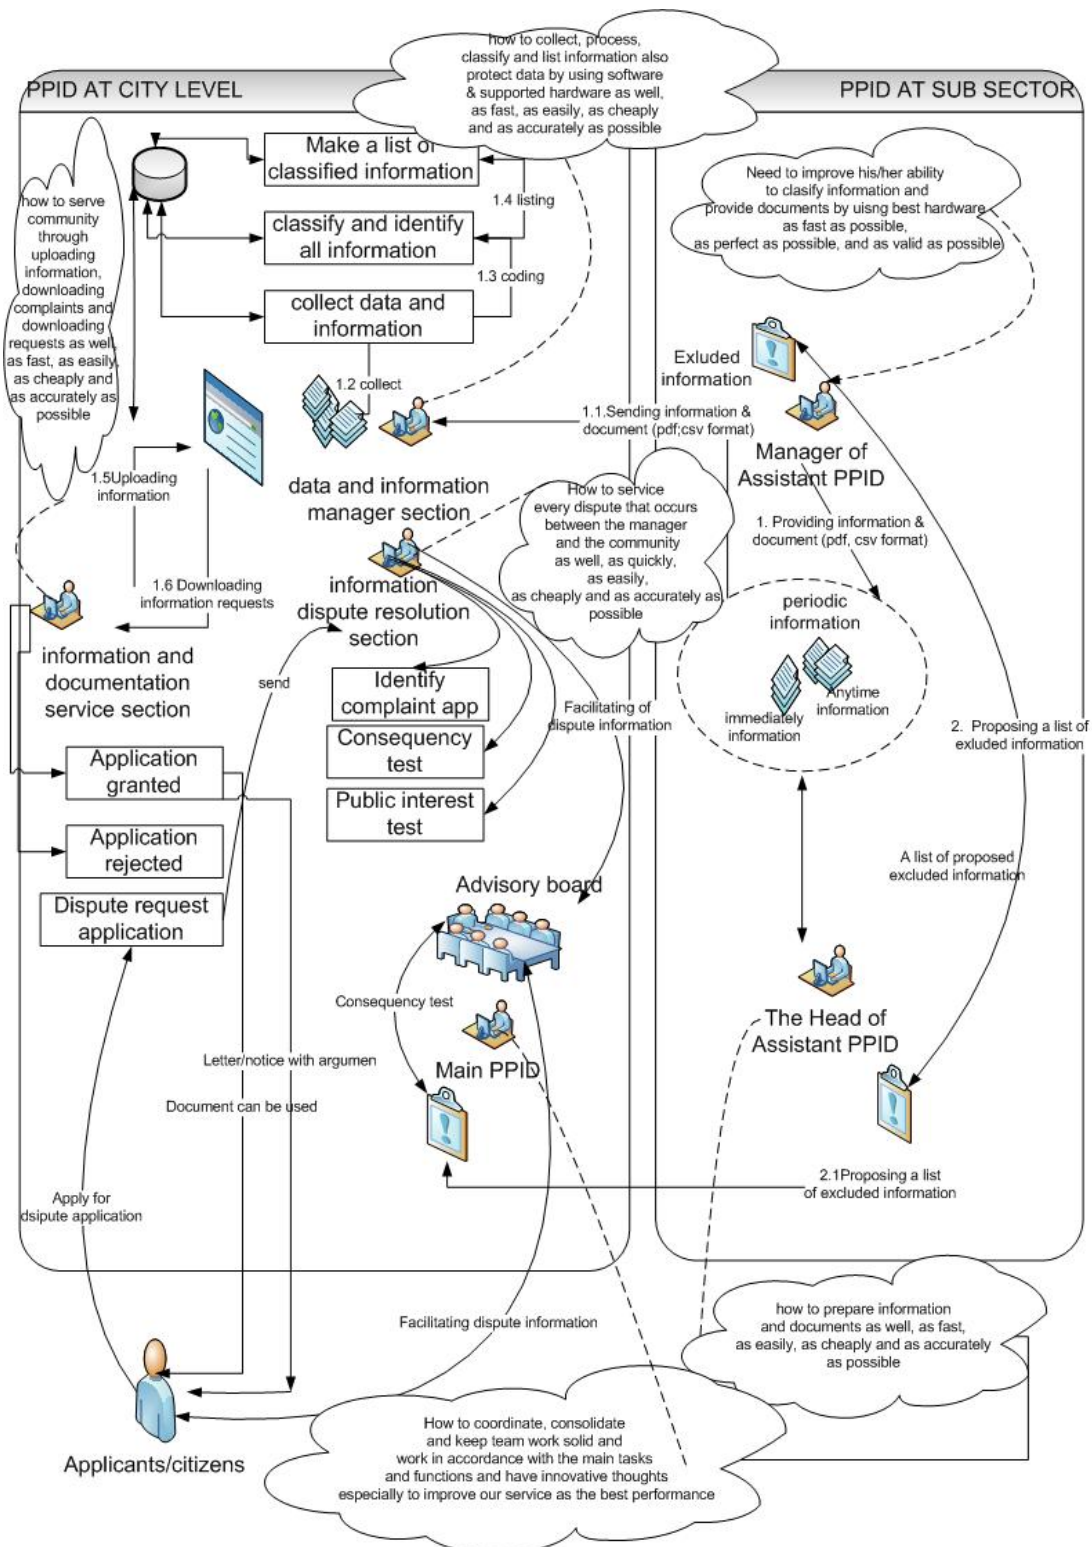 how to collect, process,
classify and list information also
protect data by using software
& supported hardware as well,
as fast, as easily, as cheaply
and as accurately as possible
PPID AT CITY LEVEL
PPID AT SUB SECTOR
Make a list of
classified information
1.4 listing
classify and identify
all information
1.3 coding
collect data and
information
1.2 collect
how to serve
community
through
uploading
information,
downloading
complaints and
downloading
requests as well,
as fast, as easily,
as cheaply and
as accurately as
possible
Need to improve his/her ability
to clasify information and
provide documents by uisng best hardware
as fast as possible,
as perfect as possible, and as valid as possible
Exluded
information
1.1.Sending information &
document (pdf;csv format)
Manager of
Assistant PPID
1.5Uploading
information
data and information
manager section
How to service
every dispute that occurs
between the manager
and the community
as well, as quickly,
as easily,
as cheaply and as accurately as
possible
1. Providing information &
document (pdf, csv format)
1.6 Downloading
information requests
information
dispute resolution
section
periodic
information
Anytime
information
immediately
information
information and
documentation
service section
send
Identify
complaint app
Facilitating of
dispute information
2. Proposing a list of
exluded information
Consequency
test
Application
granted
Public interest
test
Application
rejected
A list of proposed
excluded information
Dispute request
application
Advisory board
Consequency test
Main PPID
The Head of
Assistant PPID
Letter/notice with argumen
Document can be used
2.1Proposing a list
of excluded information
Apply for
dsipute application
Facilitating dispute information
how to prepare information
and documents as well, as fast,
as easily, as cheaply and as accurately
as possible
Applicants/citizens
How to coordinate, consolidate
and keep team work solid and
work in accordance with the main tasks
and functions and have innovative thoughts
especially to improve our service as the best performance